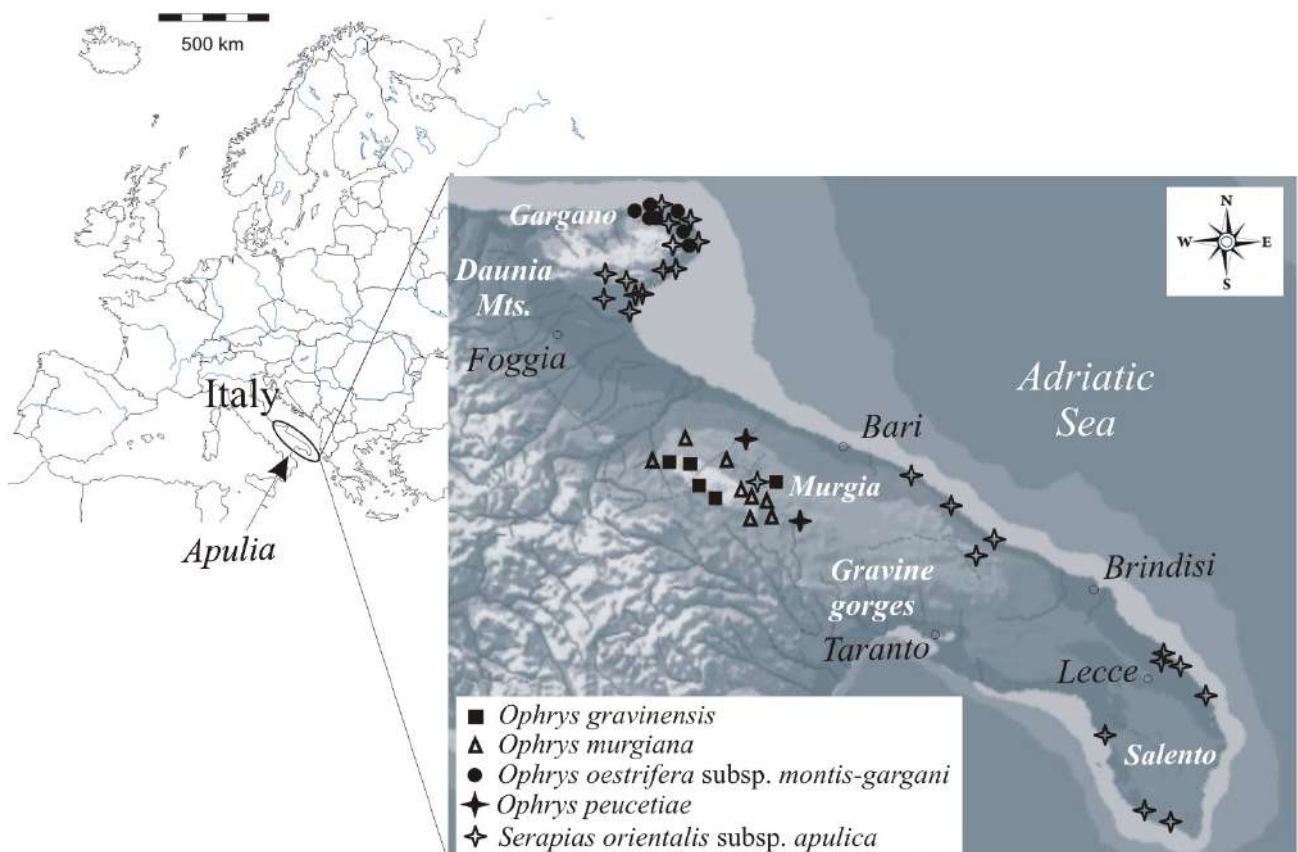 500 km
Italy
Apulia
Gargano
Daunia
Mts.
Foggia
Adriatic
Sea
N
W E
S
Bari
Murgia
Gravine
gorges
Brindisi
Taranto
Lecce
Salento
Ophrys gravinensis
Ophrys murgiana
Ophrys oestrifera subsp. montis-gargani
Ophrys peucetiae
Serapias orientalis subsp. apulica